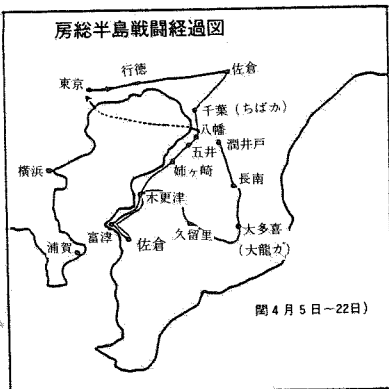 房総半島戦闘経過図
東京
行徳
佐倉
千葉(ちばか)
八幡
潤井戸
五井
姉ヶ崎
横浜
長南
木更津
富津
佐倉
久留里
大多喜
(大龍ガ)
浦賀
閏4月5日~22日)